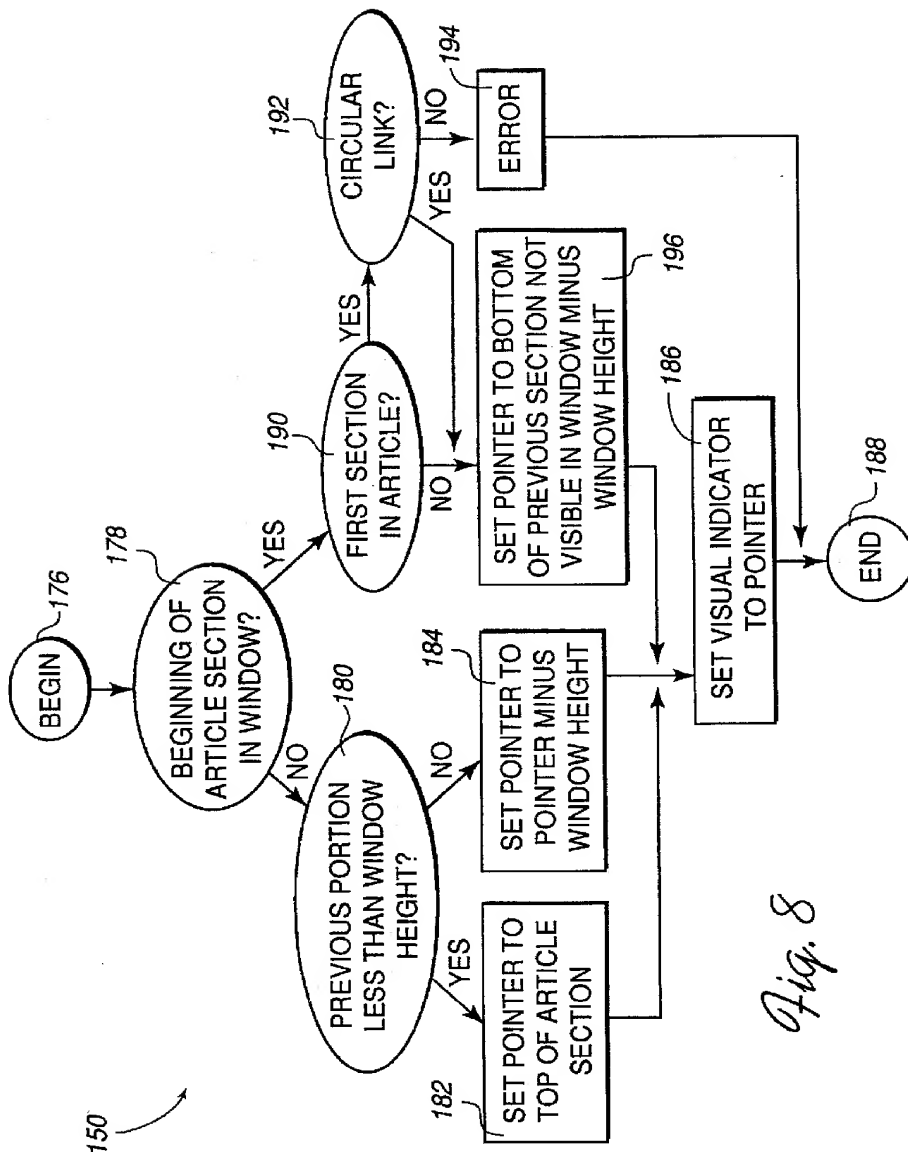 150
BEGIN
176
BEGINNING OF
ARTICLE SECTION
IN WINDOW?
178
NO
YES
PREVIOUS PORTION
LESS THAN WINDOW
HEIGHT?
180
YES
NO
FIRST SECTION
IN ARTICLE?
190
YES
NO
CIRCULAR
LINK?
192
YES
NO
SET POINTER TO
TOP OF ARTICLE
SECTION
182
SET POINTER TO
POINTER MINUS
WINDOW HEIGHT
184
SET POINTER TO BOTTOM
OF PREVIOUS SECTION NOT
VISIBLE IN WINDOW MINUS
WINDOW HEIGHT
196
ERROR
194
SET VISUAL INDICATOR
TO POINTER
186
END
188
Fig. 8